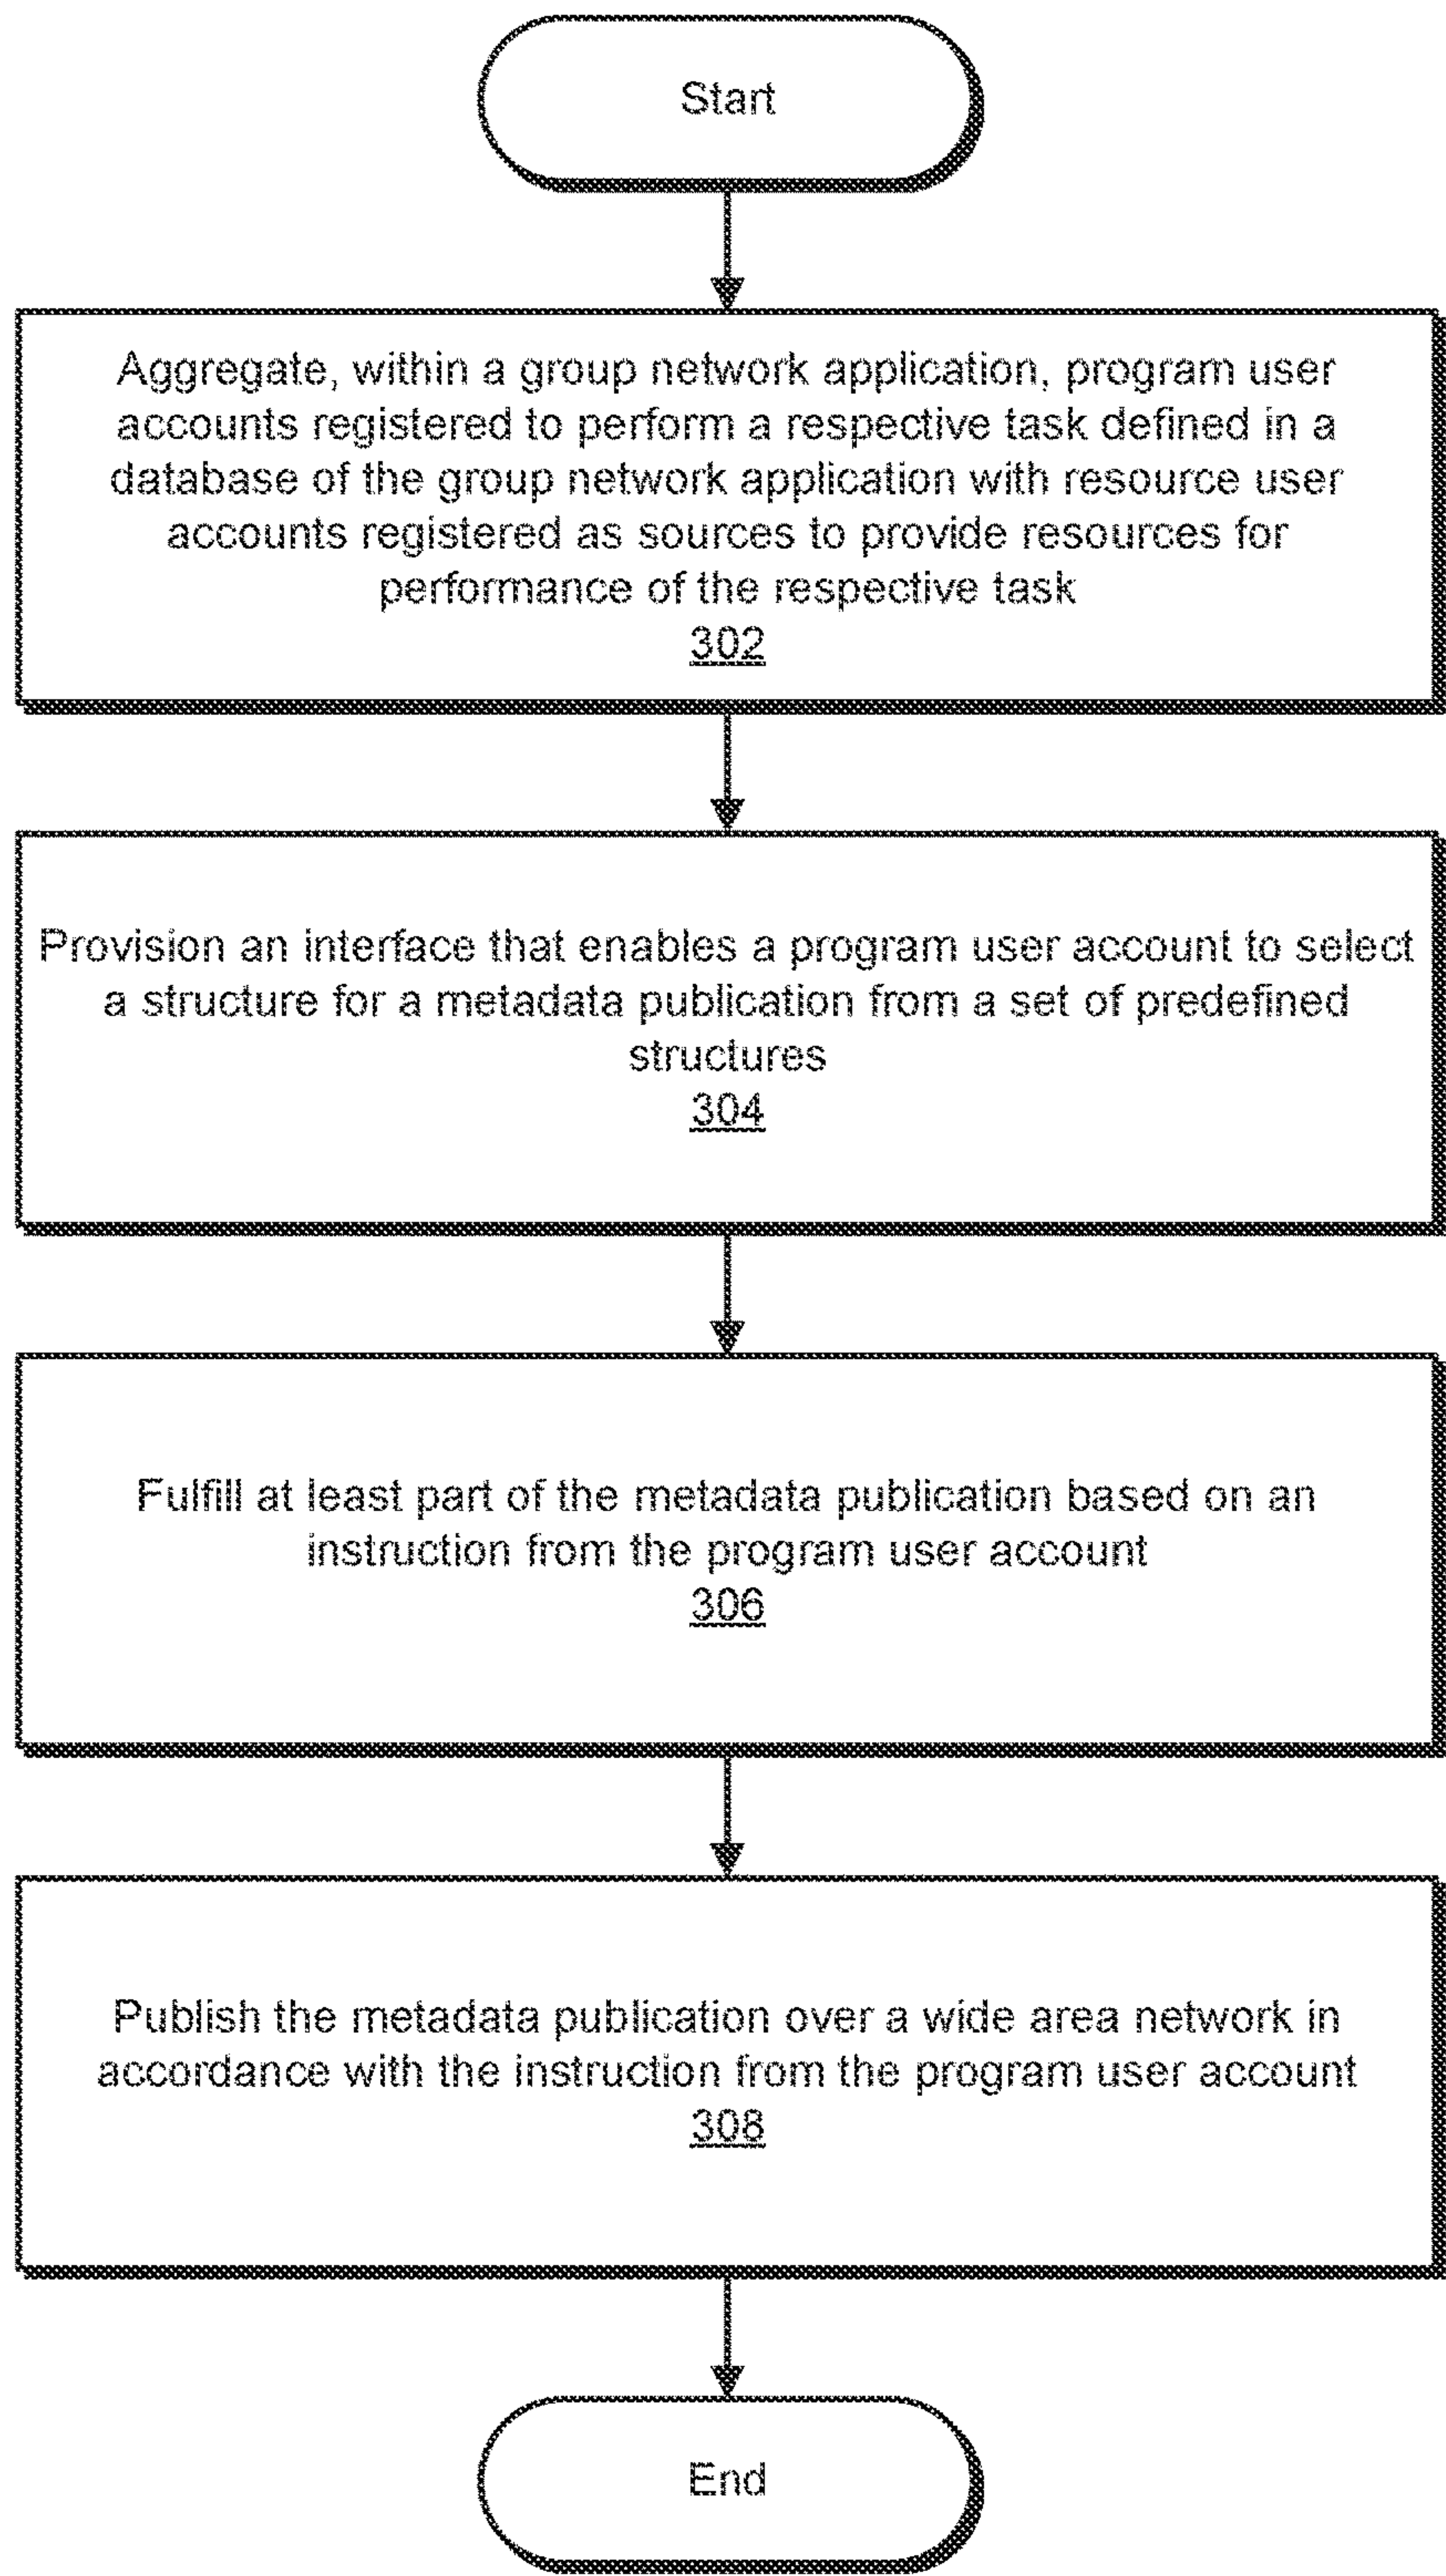 Start
Aggregate, within a group network application, program user
accounts registered to perform a respective task defined in a
database of the group network application with resource user
accounts registered as sources to provide resources for
performance of the respective task
302
Provision an interface that enables a program user account to select
a structure for a metadata publication from a set of predefined
structures
304
Fulfill at least part of the metadata publication based on an
instruction from the program user account
306
Publish the metadata publication over a wide area network in
accordance with the instruction from the program user account
308
End